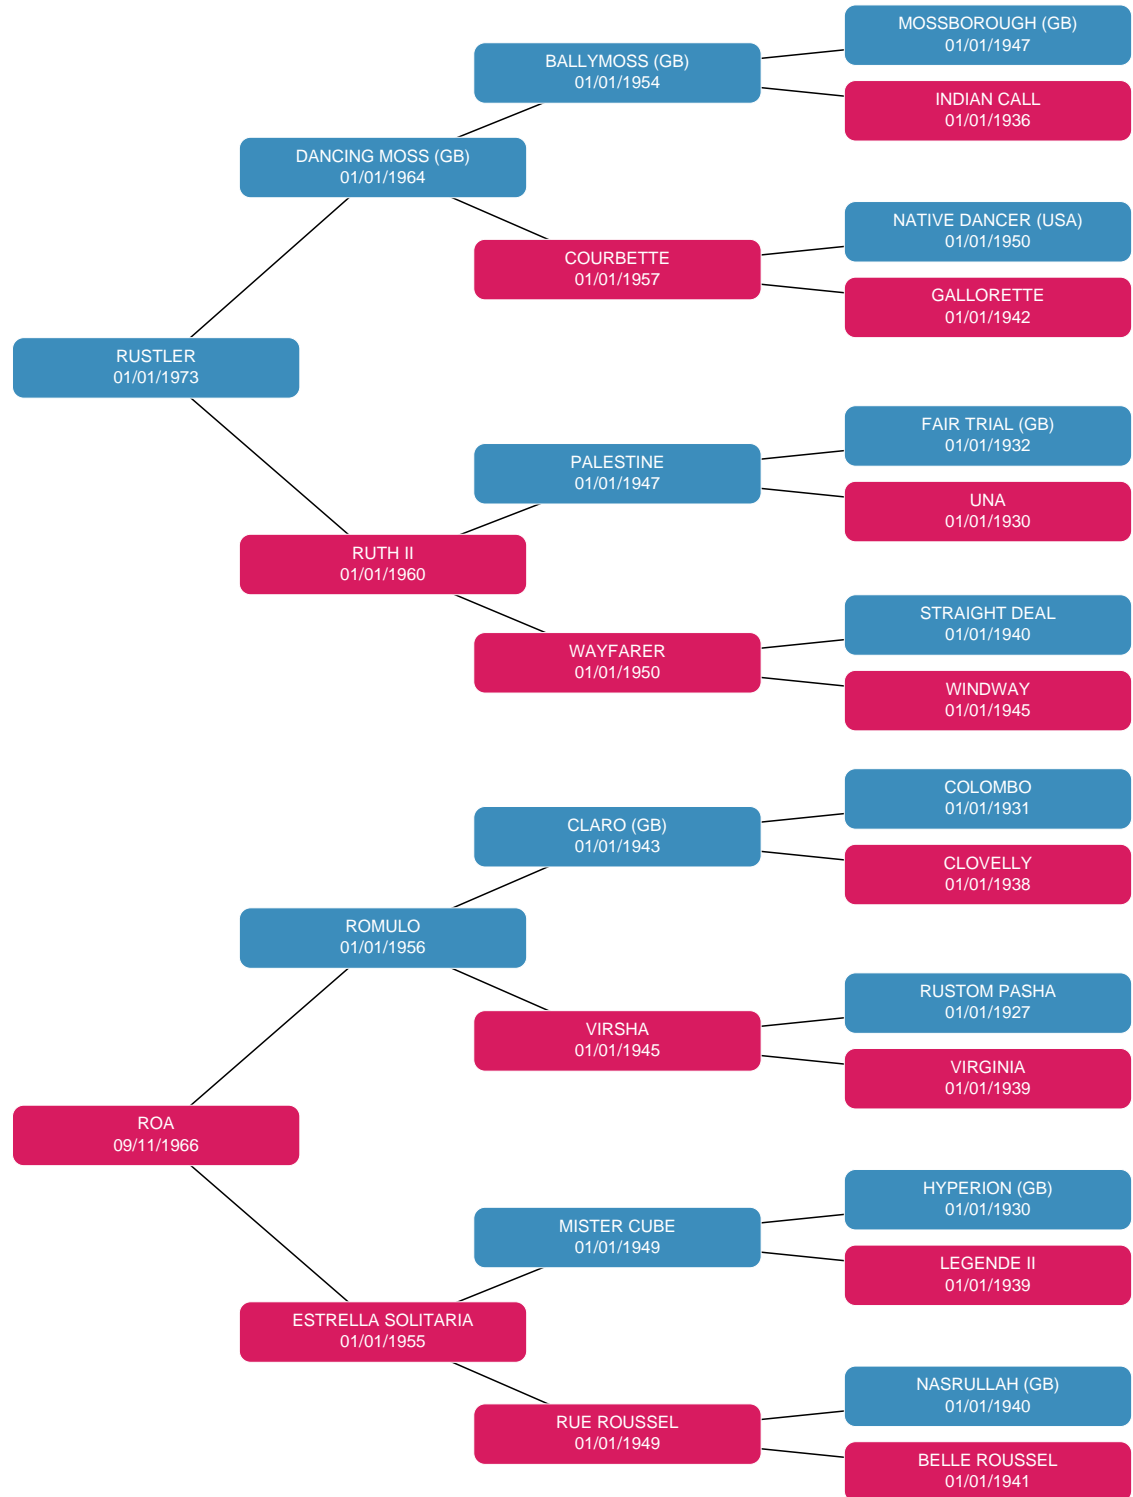 MOSSBOROUGH (GB)
01/01/1947
BALLYMOSS (GB)
01/01/1954
INDIAN CALL
01/01/1936
DANCING MOSS (GB)
01/01/1964
NATIVE DANCER (USA)
01/01/1950
COURBETTE
01/01/1957
GALLORETTE
01/01/1942
RUSTLER
01/01/1973
FAIR TRIAL (GB)
01/01/1932
PALESTINE
01/01/1947
UNA
01/01/1930
RUTH II
01/01/1960
STRAIGHT DEAL
01/01/1940
WAYFARER
01/01/1950
WINDWAY
01/01/1945
COLOMBO
01/01/1931
CLARO (GB)
01/01/1943
CLOVELLY
01/01/1938
ROMULO
01/01/1956
RUSTOM PASHA
01/01/1927
VIRSHA
01/01/1945
VIRGINIA
01/01/1939
ROA
09/11/1966
HYPERION (GB)
01/01/1930
MISTER CUBE
01/01/1949
LEGENDE II
01/01/1939
ESTRELLA SOLITARIA
01/01/1955
NASRULLAH (GB)
01/01/1940
RUE ROUSSEL
01/01/1949
BELLE ROUSSEL
01/01/1941